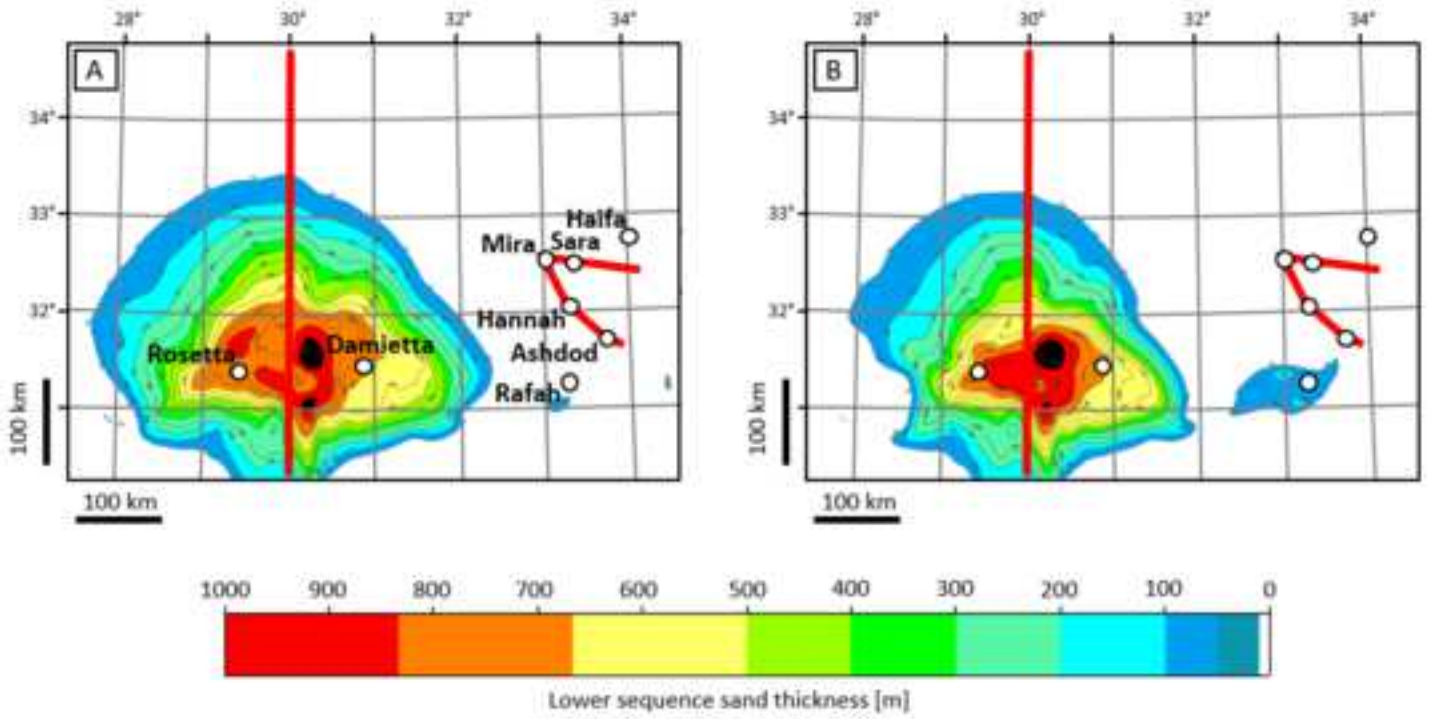 28° 30° 32° 34° 28° 30° 32° 34°
A B
34° 34°
33° 33°
Haifa
Mira Sara
32° 32°
Hannah
Rosetta Damietta Ashdod
Rafah
100 km 100 km
100 km 100 km
1000 900 800 700 600 500 400 300 200 100 0
Lower sequence sand thickness [m]